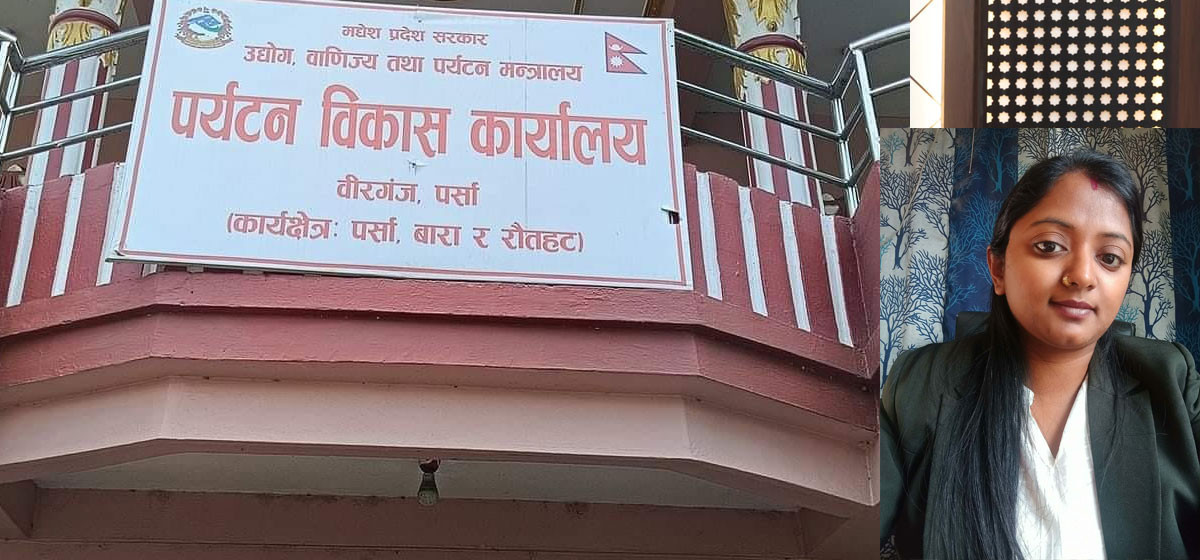 मधेश प्रदेश सरकार
उद्योग, वाणिज्य तथा पर्यटन मन्त्रालय
पर्यटन विकास कार्यालय
वीरगंज, पर्सा
(कार्यक्षेत्रः पर्सा, बारा र रौतहट)